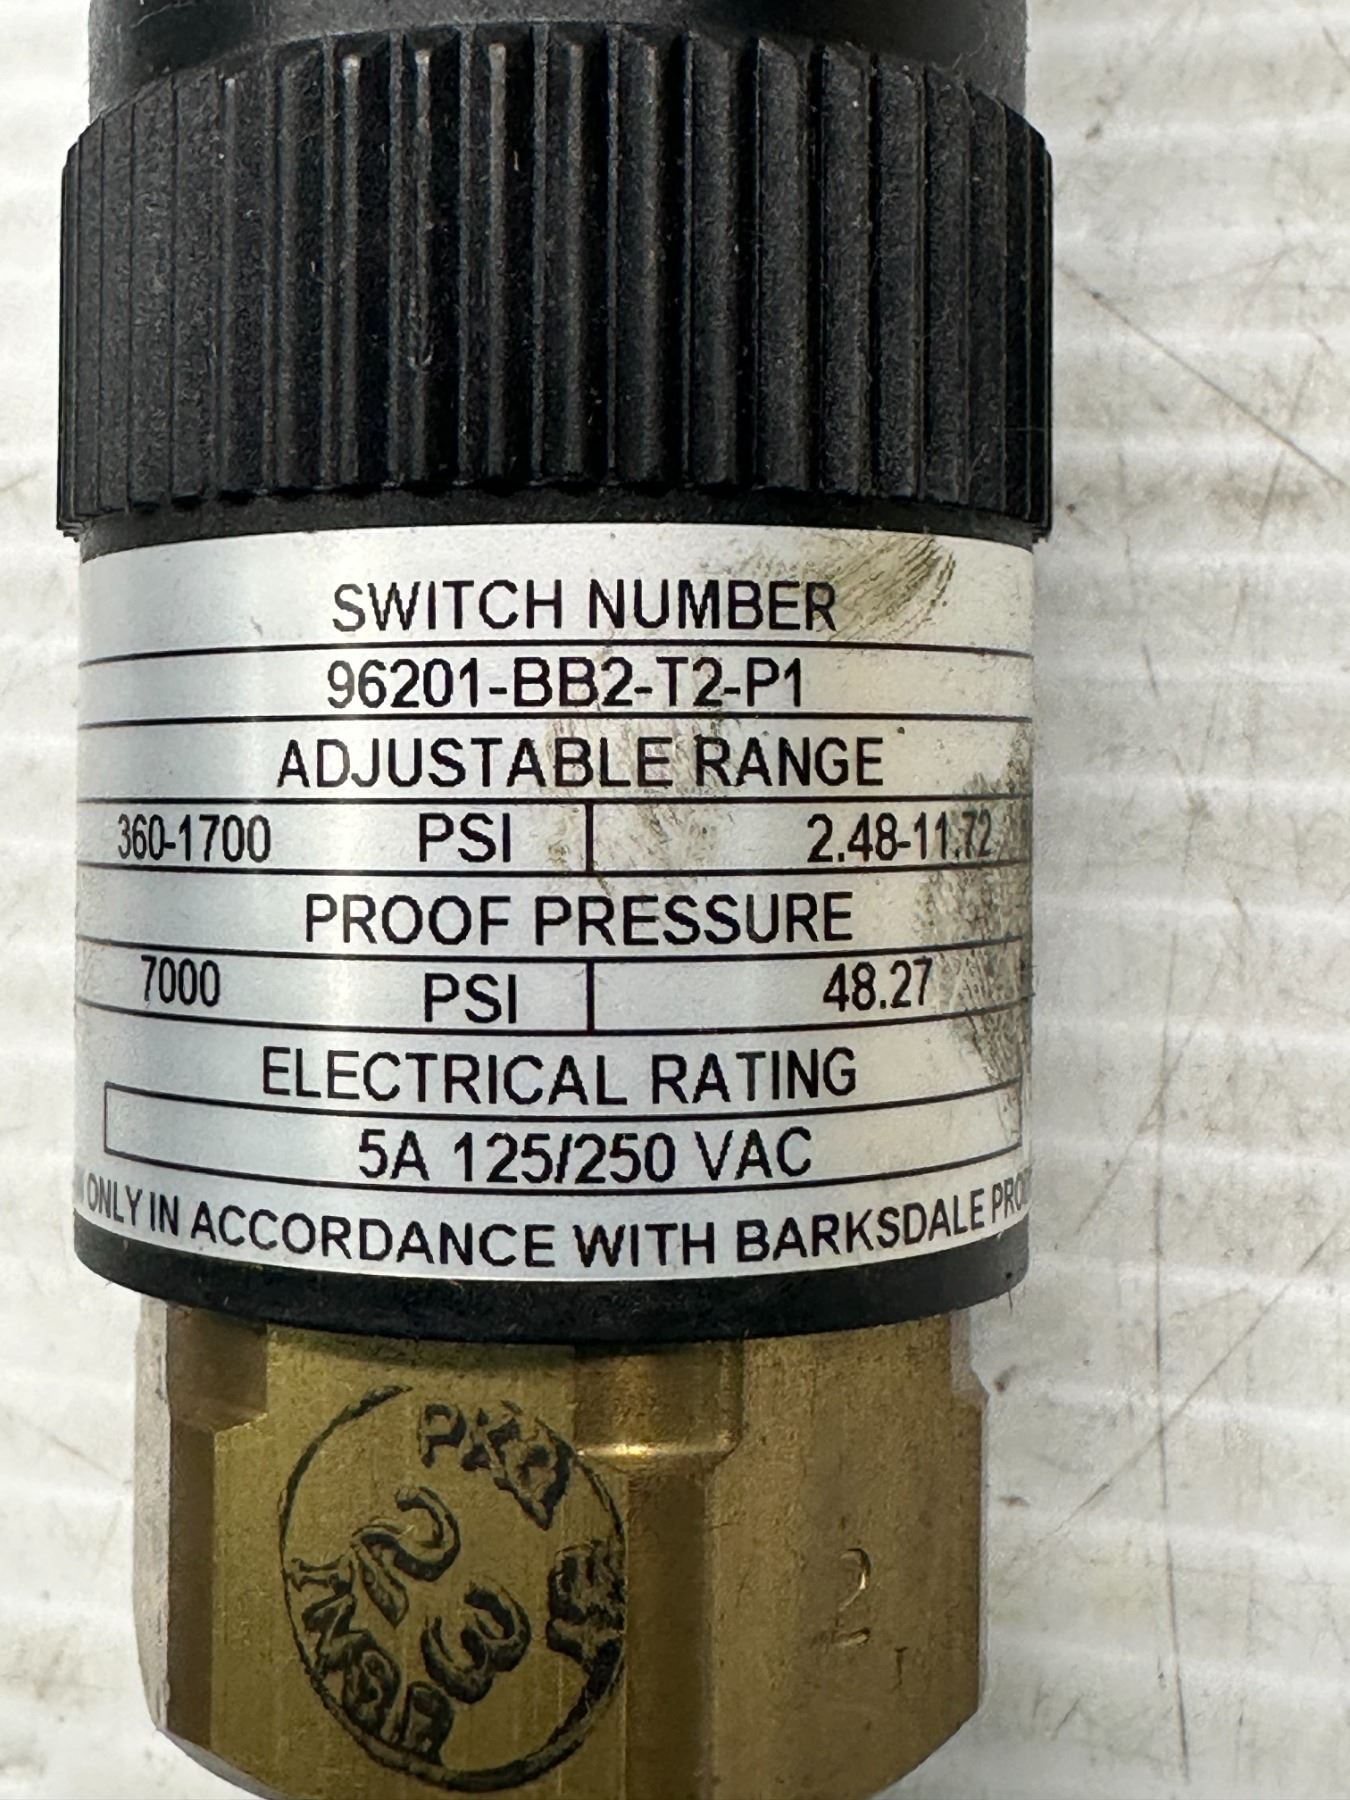 SWITCH NUMBER
96201-BB2-T2-P1
ADJUSTABLE RANGE
360-1700 PSI 2.48-11.72
PROOF PRESSURE
7000 PSI 48.27
ELECTRICAL RATING
5A 125/250 VAC
ONLY IN ACCORDANCE WITH BARKSDALE
2